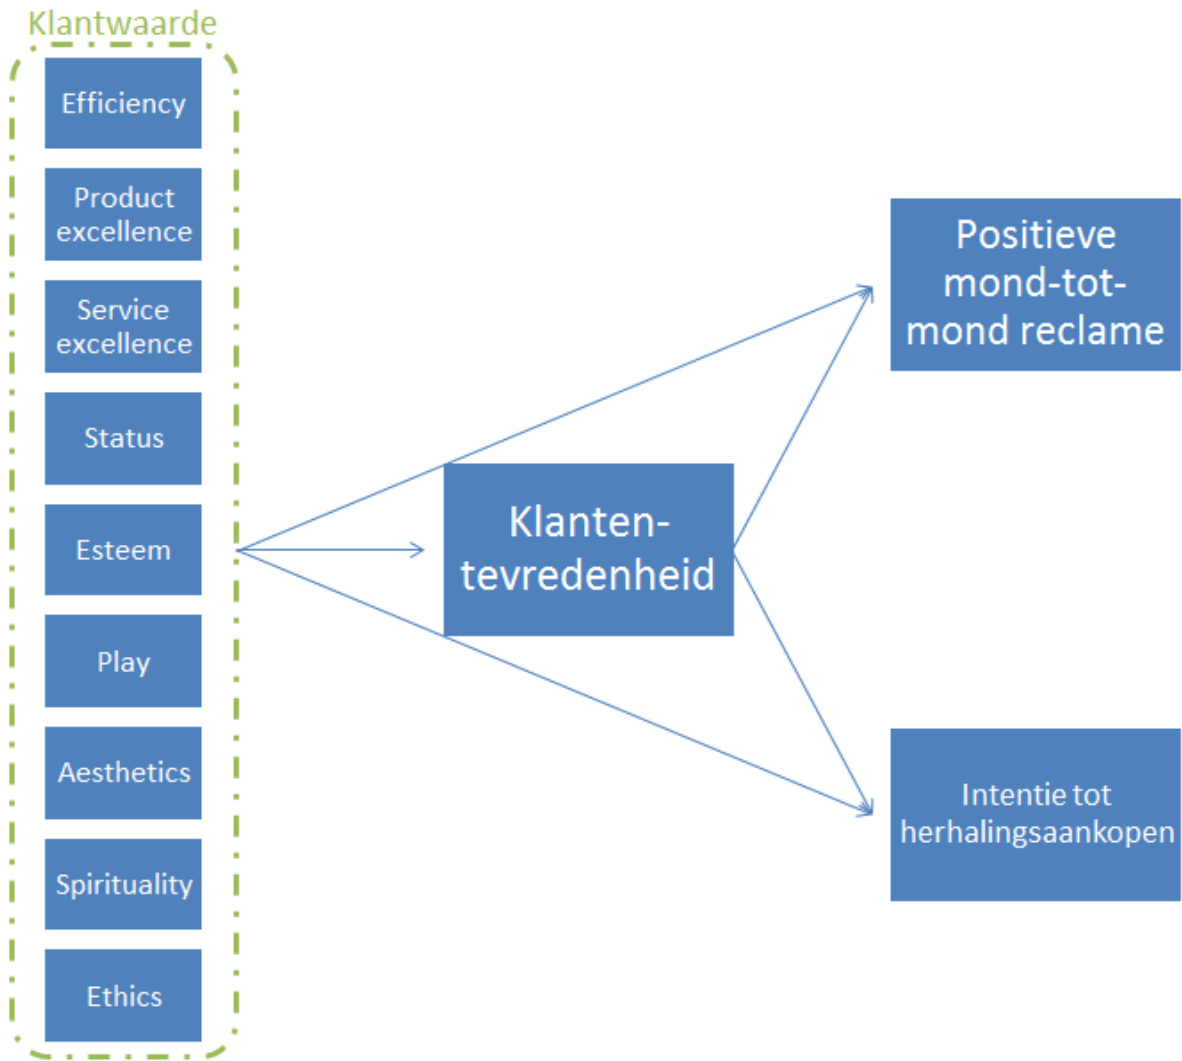 Klantwaarde
Efficiency
Product
excellence
Service
excellence
Status
Esteem
Play
Aesthetics
Spirituality
Ethics
Klanten-
tevredenheid
Positieve
mond-tot-
mond reclame
Intentie tot
herhalingsaankopen